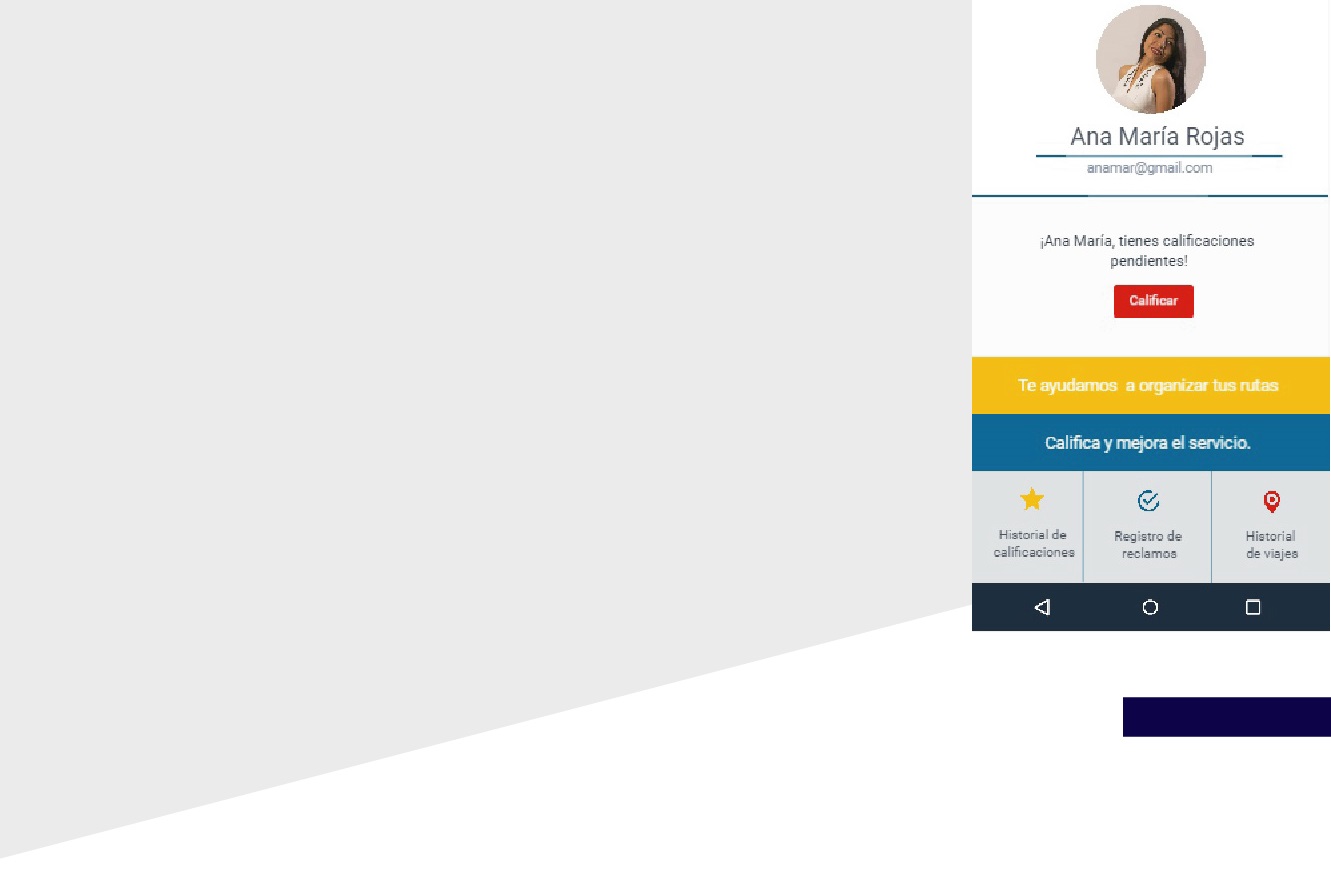 Ana María Rojas
anamar@gmail.com
¡Ana María, tienes calificaciones
pendientes!
Calificar
Te ayudamos a organizar tus rutas
Califica y mejora el servicio.
Historial de
calificaciones
Registro de
reclamos
Historial
de viajes